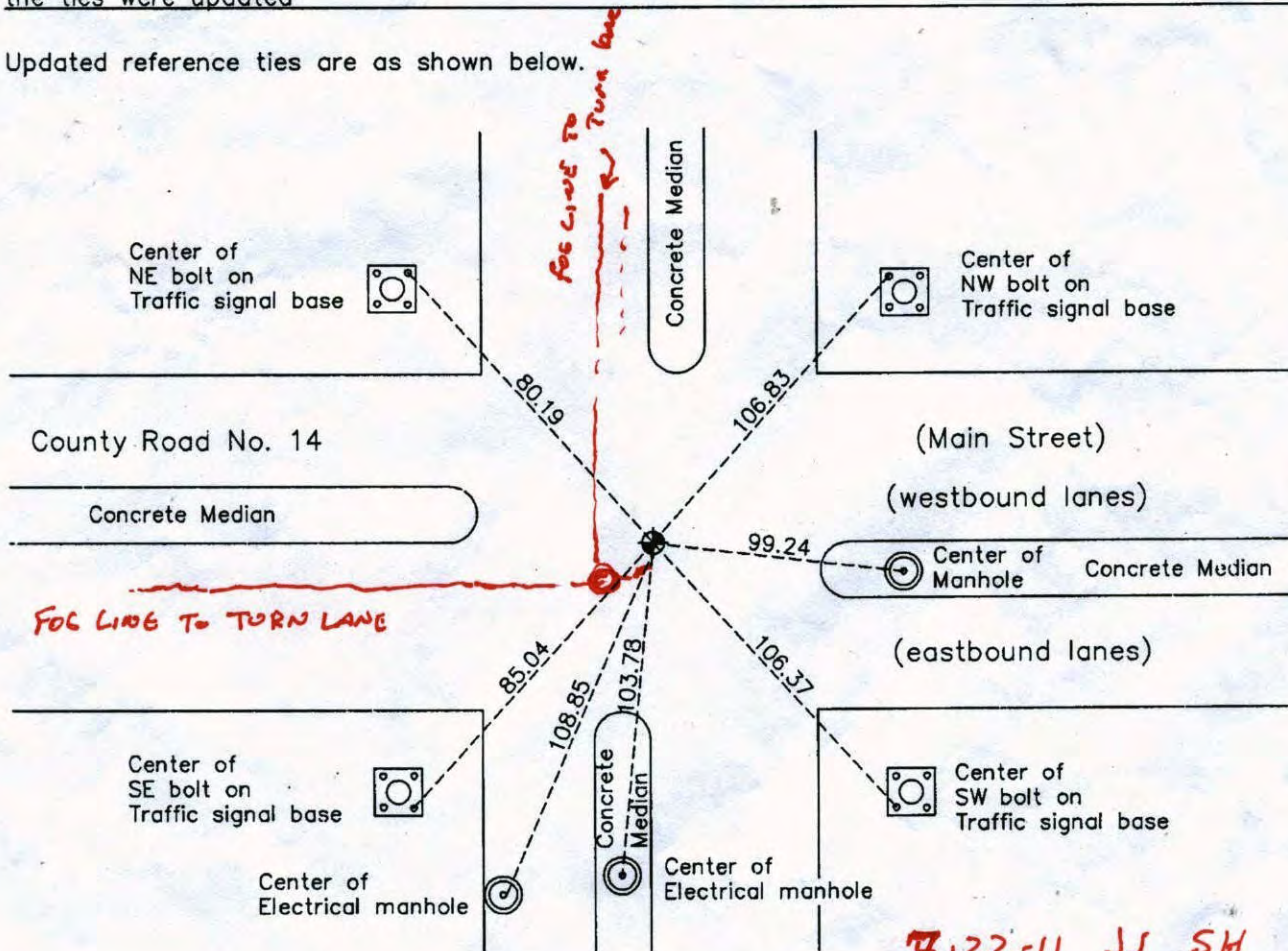 the ties were updated
Updated reference ties are as shown below.
FOG LINE TO
TURN lane
Concrete Median
Center of
NE bolt on
Traffic signal base
Center of
NW bolt on
Traffic signal base
80.19
106.83
County Road No. 14
(Main Street)
(westbound lanes)
Concrete Median
99.24
Center of
Manhole
Concrete Median
FOG LINE TO TURN LANE
(eastbound lanes)
85.04
108.85
103.78
106.37
Center of
SE bolt on
Traffic signal base
Concrete
Median
Center of
SW bolt on
Traffic signal base
Center of
Electrical manhole
Center of
Electrical manhole